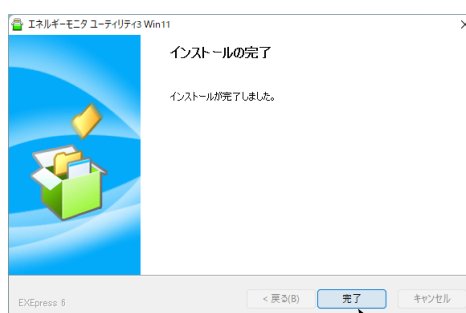 エネルギーモニタ ユーティリティ3 Win11
インストールの完了
インストールが完了しました。
EXEpress 6
< 戻る(B)
完了
キャンセル